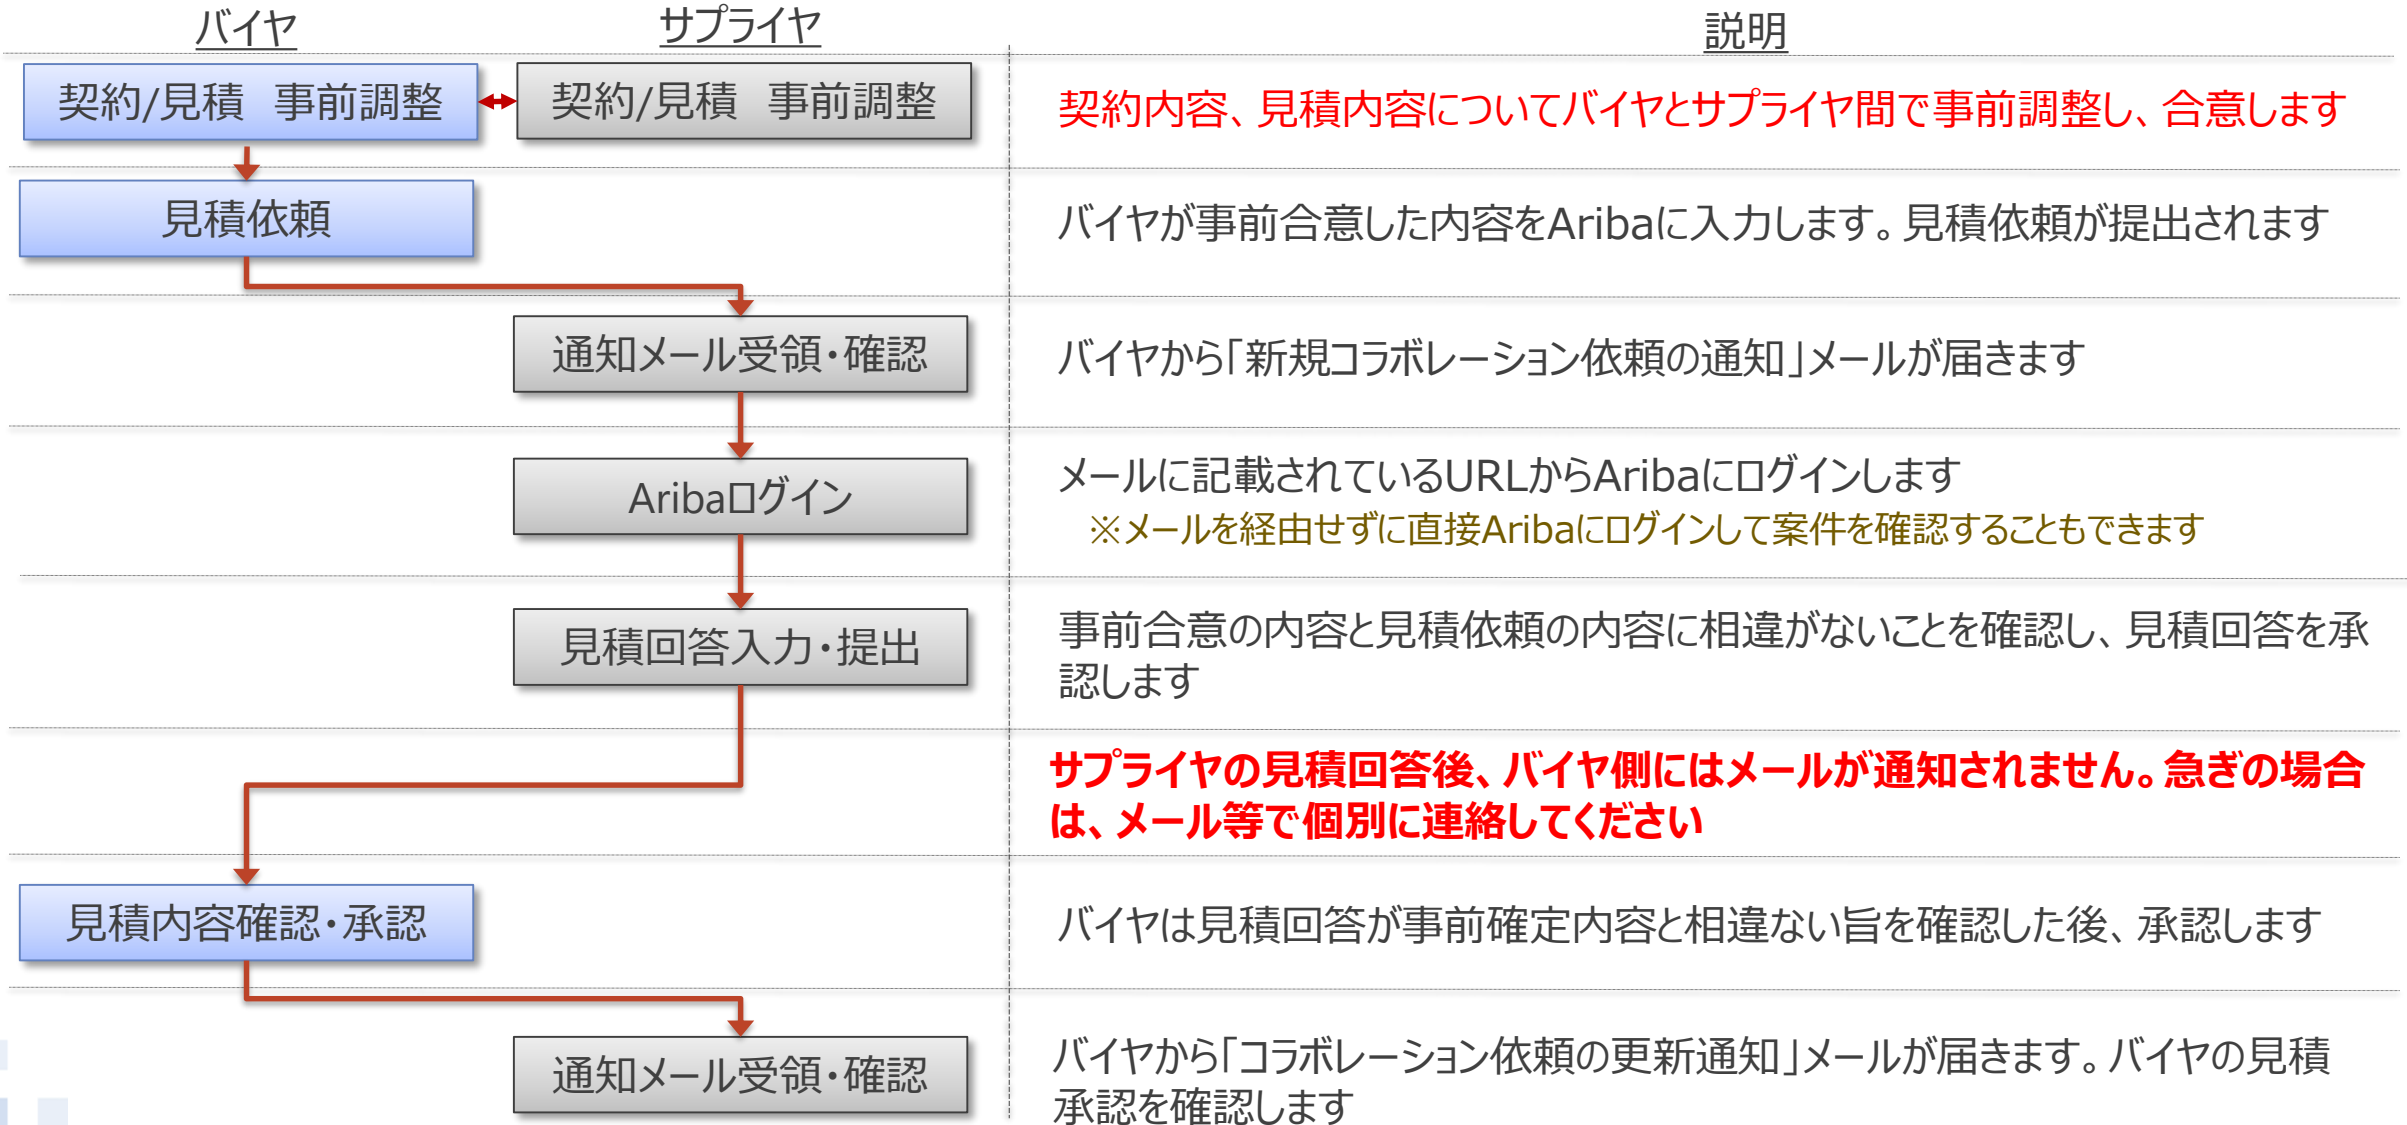 バイヤ
サプライヤ
説明
契約/見積　事前調整
契約/見積　事前調整
契約内容、見積内容についてバイヤとサプライヤ間で事前調整し、合意します
見積依頼
バイヤが事前合意した内容をAribaに入力します。見積依頼が提出されます
通知メール受領・確認
バイヤから「新規コラボレーション依頼の通知」メールが届きます
Aribaログイン
メールに記載されているURLからAribaにログインします
※メールを経由せずに直接Aribaにログインして案件を確認することもできます
見積回答入力・提出
事前合意の内容と見積依頼の内容に相違がないことを確認し、見積回答を承
認します
サプライヤの見積回答後、バイヤ側にはメールが通知されません。急ぎの場合
は、メール等で個別に連絡してください
見積内容確認・承認
バイヤは見積回答が事前確定内容と相違ない旨を確認した後、承認します
通知メール受領・確認
バイヤから「コラボレーション依頼の更新通知」メールが届きます。バイヤの見積
承認を確認します